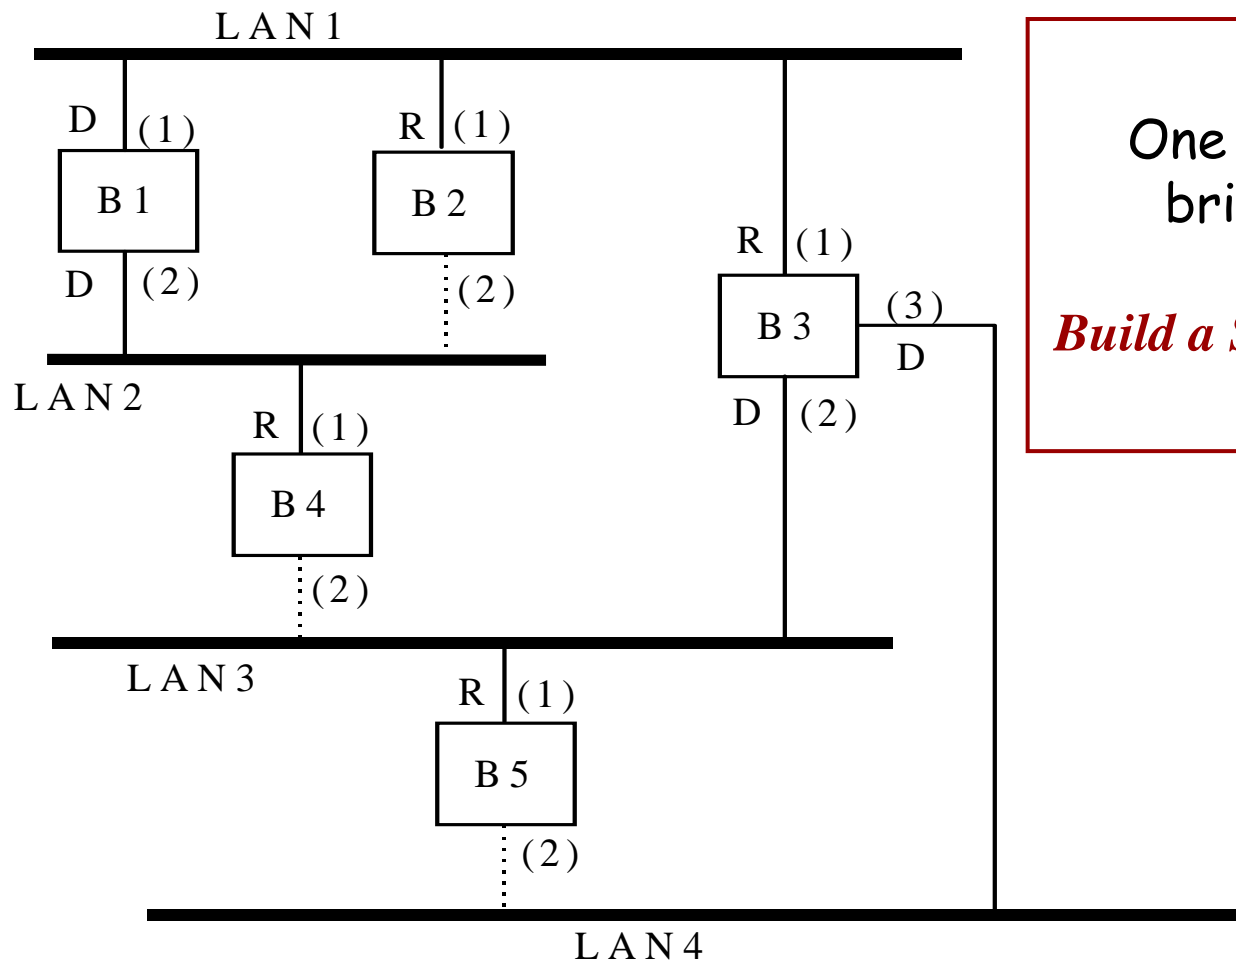 LAN1
D (1)
R (1)
B1
B2
D (2)
(2)
R (1)
B3
(3)
D
D (2)
LAN2
R (1)
B4
(2)
LAN3
R (1)
B5
(2)
LAN4
One
bri
Build a S